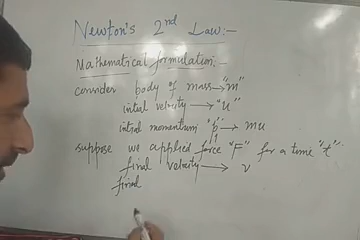 Newton's 2nd Law:-
Mathematical formulation:-
consider body of mass → "m"
initial velocity → "u"
initial momentum "p1" → mu
suppose we applied force "F" for a time "t"
final velocity → v
final